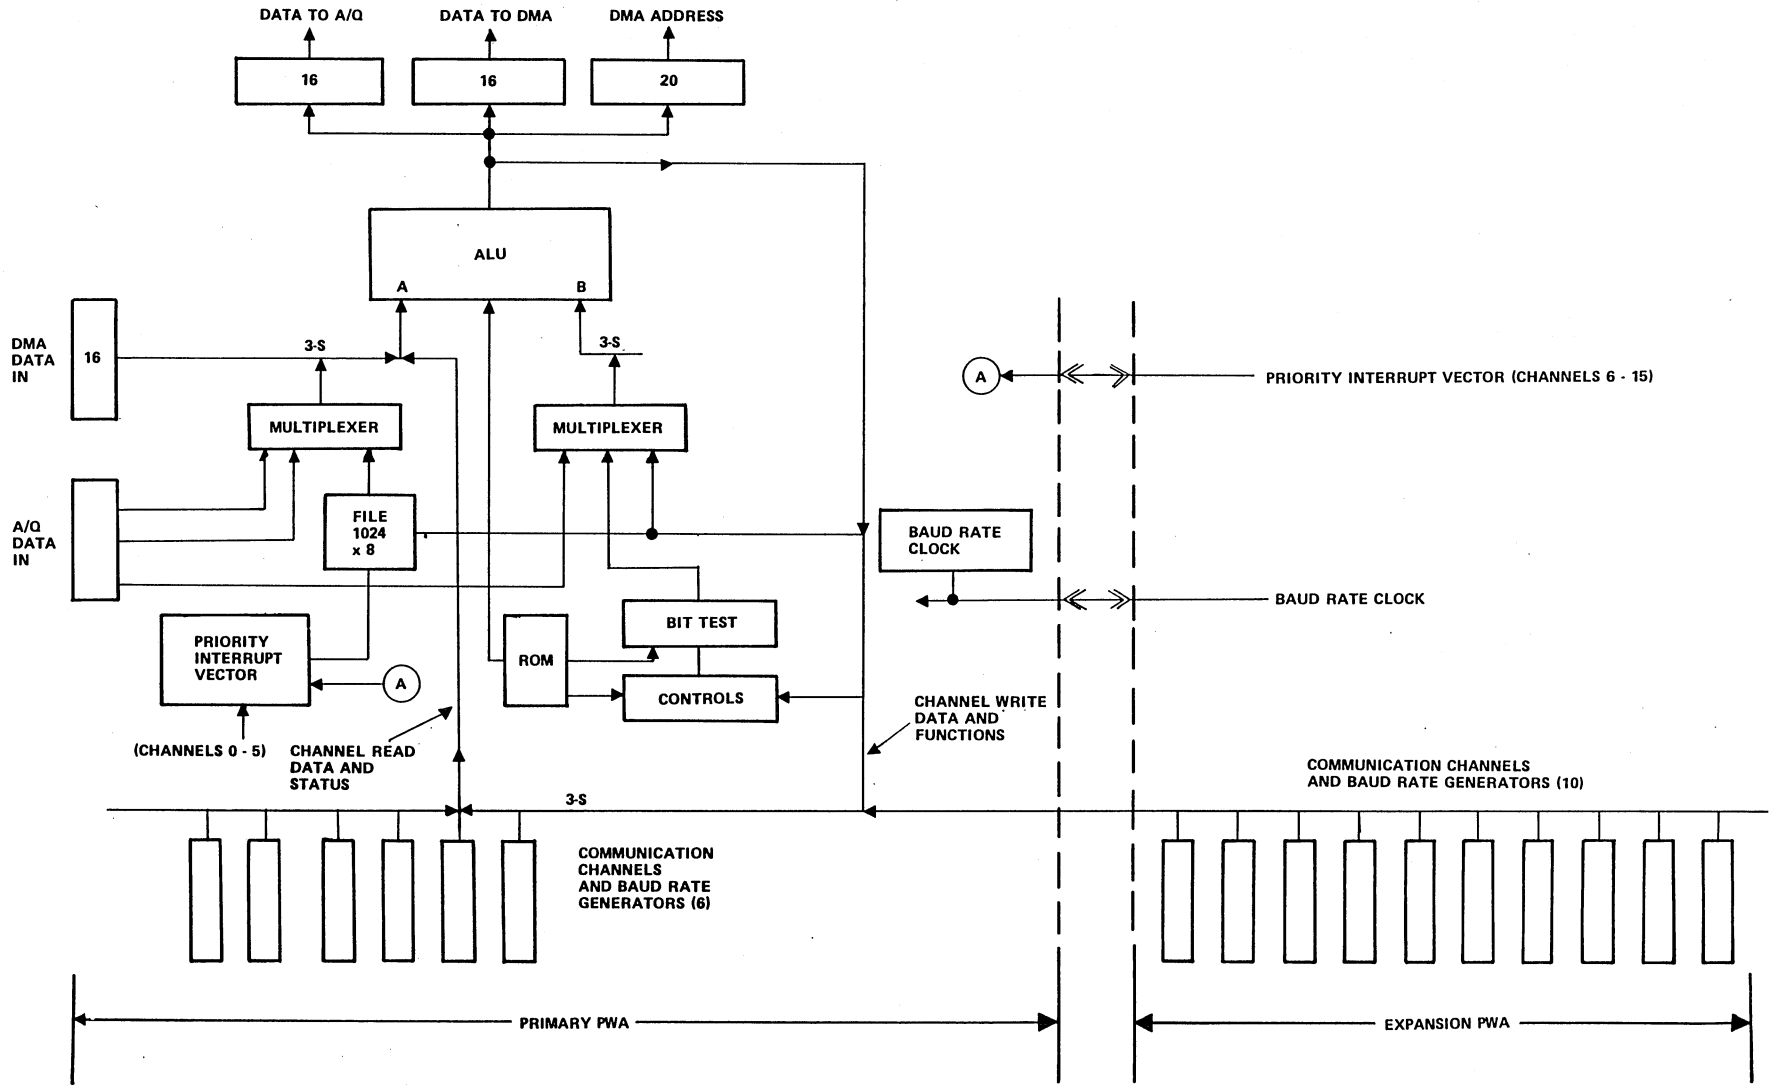 DATA TO A/Q
DATA TO DMA
DMA ADDRESS
16
16
20
ALU
A
B
DMA
DATA
IN
16
3-S
3-S
MULTIPLEXER
MULTIPLEXER
A
PRIORITY INTERRUPT VECTOR (CHANNELS 6 - 15)
A/Q
DATA
IN
FILE
1024
x 8
BAUD RATE
CLOCK
BAUD RATE CLOCK
PRIORITY
INTERRUPT
VECTOR
A
ROM
BIT TEST
CONTROLS
(CHANNELS 0 - 5)
CHANNEL READ
DATA AND
STATUS
CHANNEL WRITE
DATA AND
FUNCTIONS
3-S
COMMUNICATION CHANNELS
AND BAUD RATE GENERATORS (10)
COMMUNICATION
CHANNELS
AND BAUD RATE
GENERATORS (6)
PRIMARY PWA
EXPANSION PWA